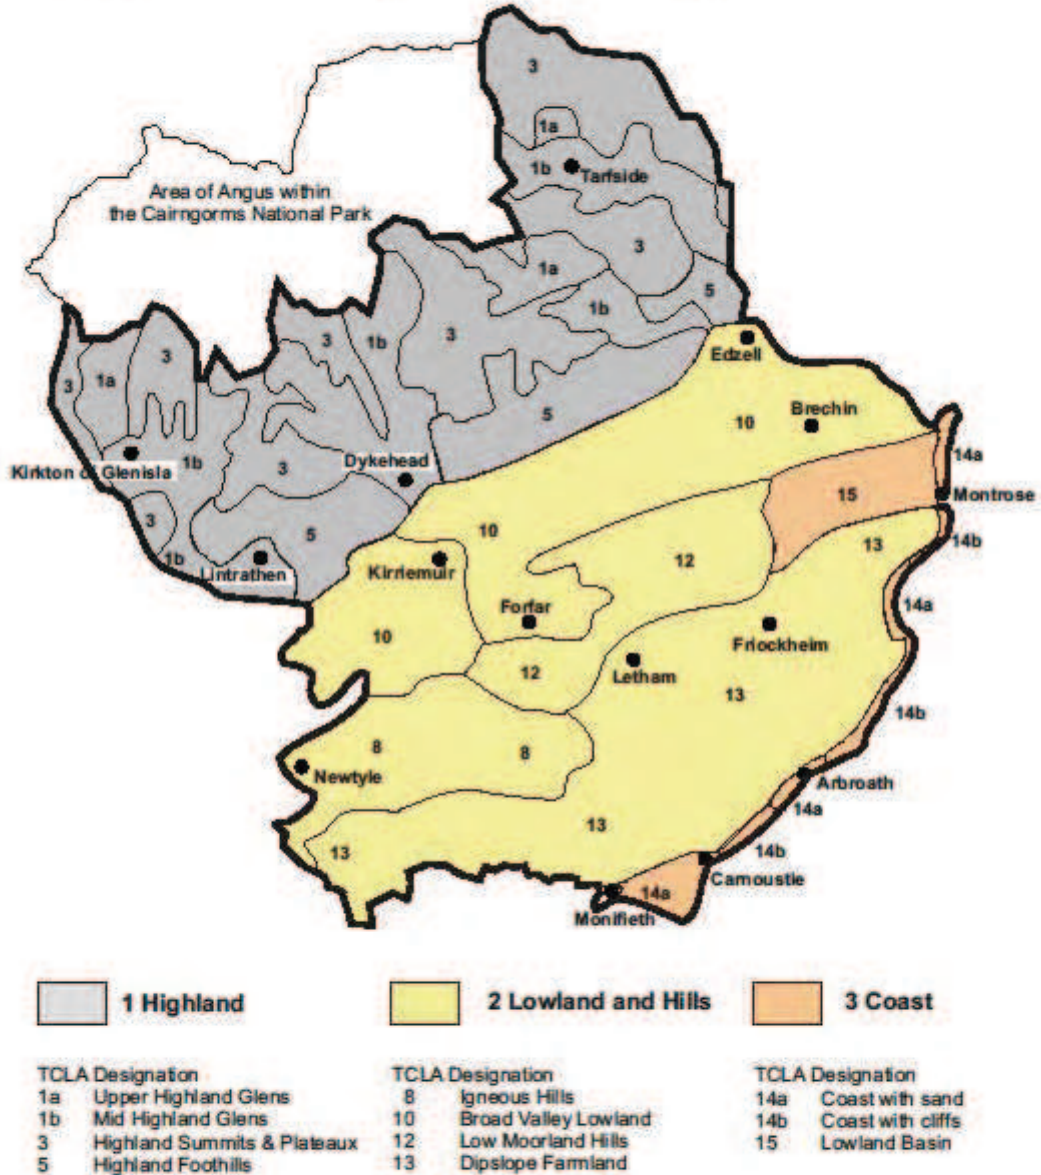 3
1a
1b
Tarfside
Area of Angus within
the Cairngorms National Park
3
1a
5
1b
3
1b
3
3
3
1a
Edzell
5
10
Brechin
14a
Kirkton of Glenisla
1b
3
Dykehead
15
Montrose
3
5
10
13
14b
1b
Lintrathen
Kirriemuir
12
14a
Forfar
10
Friockheim
12
Letham
13
14b
8
8
Newtyle
Arbroath
14a
13
13
14b
Carnoustie
14a
Monifieth
1 Highland
TCLA Designation
1a Upper Highland Glens
1b Mid Highland Glens
3 Highland Summits & Plateaux
5 Highland Foothills
2 Lowland and Hills
TCLA Designation
8 Igneous Hills
10 Broad Valley Lowland
12 Low Moorland Hills
13 Dipslope Farmland
3 Coast
TCLA Designation
14a Coast with sand
14b Coast with cliffs
15 Lowland Basin